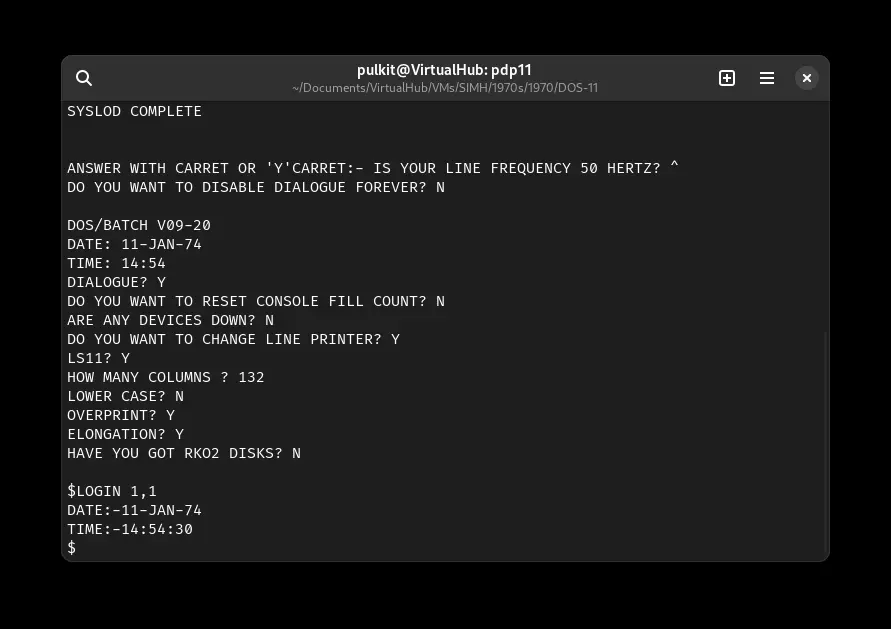 pulkit@VirtualHub: pdp11
~/Documents/VirtualHub/VMs/SIMH/1970s/1970/DOS-11
SYSLOD COMPLETE
ANSWER WITH CARRET OR 'Y'CARRET:- IS YOUR LINE FREQUENCY 50 HERTZ? ^
DO YOU WANT TO DISABLE DIALOGUE FOREVER? N
DOS/BATCH V09-20
DATE: 11-JAN-74
TIME: 14:54
DIALOGUE? Y
DO YOU WANT TO RESET CONSOLE FILL COUNT? N
ARE ANY DEVICES DOWN? N
DO YOU WANT TO CHANGE LINE PRINTER? Y
LS11? Y
HOW MANY COLUMNS ? 132
LOWER CASE? N
OVERPRINT? Y
ELONGATION? Y
HAVE YOU GOT RKO2 DISKS? N
$LOGIN 1,1
DATE:-11-JAN-74
TIME:-14:54:30
$